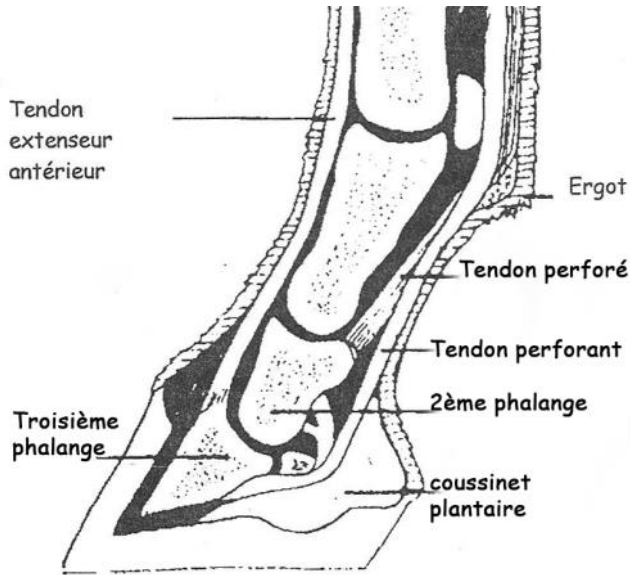 Tendon
extenseur
antérieur
Ergot
Tendon perforé
Tendon perforant
2ème phalange
Troisième
phalange
coussinet
plantaire